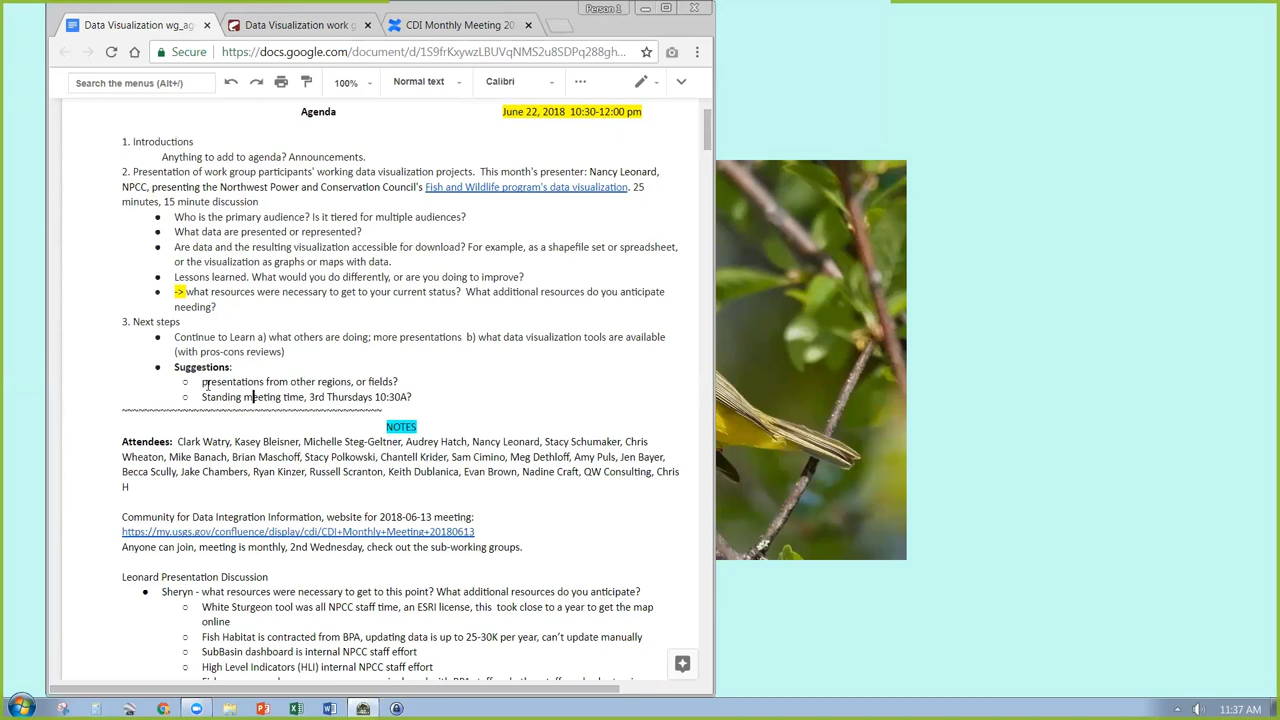 Person 1
Data Visualization wg_ag
Data Visualization work g
CDI Monthly Meeting 20
Secure
https://docs.google.com/document/d/1S9frKxywzLBUVqNMS2u8SDPq288gh...
Search the menus (Alt+/)
100%
Normal text
Calibri
Agenda
June 22, 2018 10:30-12:00 pm
1. Introductions
Anything to add to agenda? Announcements.
2. Presentation of work group participants' working data visualization projects. This month's presenter: Nancy Leonard,
NPCC, presenting the Northwest Power and Conservation Council's Fish and Wildlife program's data visualization. 25
minutes, 15 minute discussion
● Who is the primary audience? Is it tiered for multiple audiences?
● What data are presented or represented?
● Are data and the resulting visualization accessible for download? For example, as a shapefile set or spreadsheet,
or the visualization as graphs or maps with data.
● Lessons learned. What would you do differently, or are you doing to improve?
● -> what resources were necessary to get to your current status? What additional resources do you anticipate
needing?
3. Next steps
● Continue to Learn a) what others are doing; more presentations b) what data visualization tools are available
(with pros-cons reviews)
● Suggestions:
○ presentations from other regions, or fields?
○ Standing meeting time, 3rd Thursdays 10:30A?
~~~~~~~~~~~~~~~~~~~~~~~~~~~~~~~~~~~~~~~~~~~~
NOTES
Attendees: Clark Watry, Kasey Bleisner, Michelle Steg-Geltner, Audrey Hatch, Nancy Leonard, Stacy Schumaker, Chris
Wheaton, Mike Banach, Brian Maschoff, Stacy Polkowski, Chantell Krider, Sam Cimino, Meg Dethloff, Amy Puls, Jen Bayer,
Becca Scully, Jake Chambers, Ryan Kinzer, Russell Scranton, Keith Dublanica, Evan Brown, Nadine Craft, QW Consulting, Chris
H
Community for Data Integration Information, website for 2018-06-13 meeting:
https://my.usgs.gov/confluence/display/cdi/CDI+Monthly+Meeting+20180613
Anyone can join, meeting is monthly, 2nd Wednesday, check out the sub-working groups.
Leonard Presentation Discussion
● Sheryn - what resources were necessary to get to this point? What additional resources do you anticipate?
○ White Sturgeon tool was all NPCC staff time, an ESRI license, this took close to a year to get the map
online
○ Fish Habitat is contracted from BPA, updating data is up to 25-30K per year, can't update manually
○ SubBasin dashboard is internal NPCC staff effort
○ High Level Indicators (HLI) internal NPCC staff effort
11:37 AM